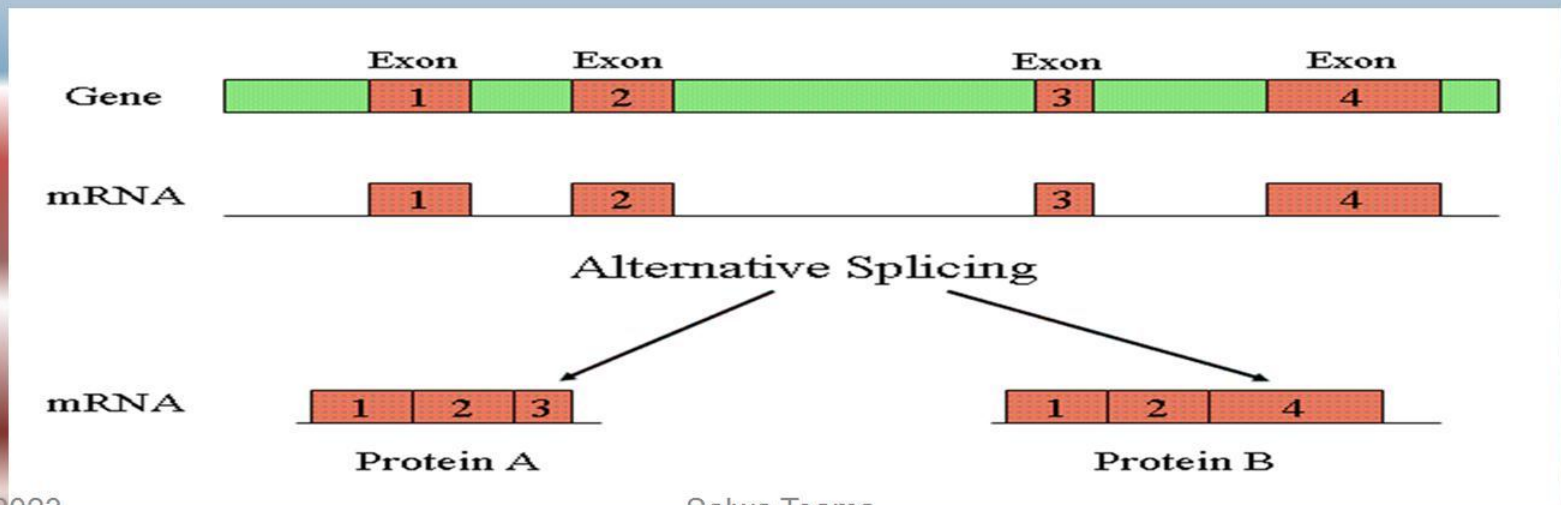 Exon Exon Exon Exon
Gene 1 2 3 4
mRNA 1 2 3 4
Alternative Splicing
mRNA 1 2 3 1 2 4
Protein A Protein B